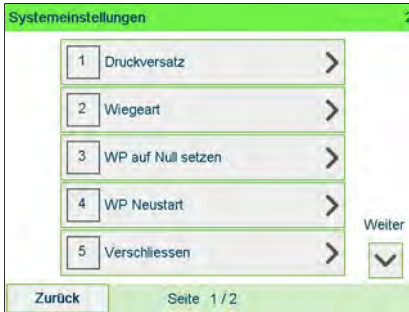 Systemeinstellungen
1 Druckversatz
2 Wiegeart
3 WP auf Null setzen
4 WP Neustart
5 Verschliessen
Weiter
Zurück Seite 1 / 2